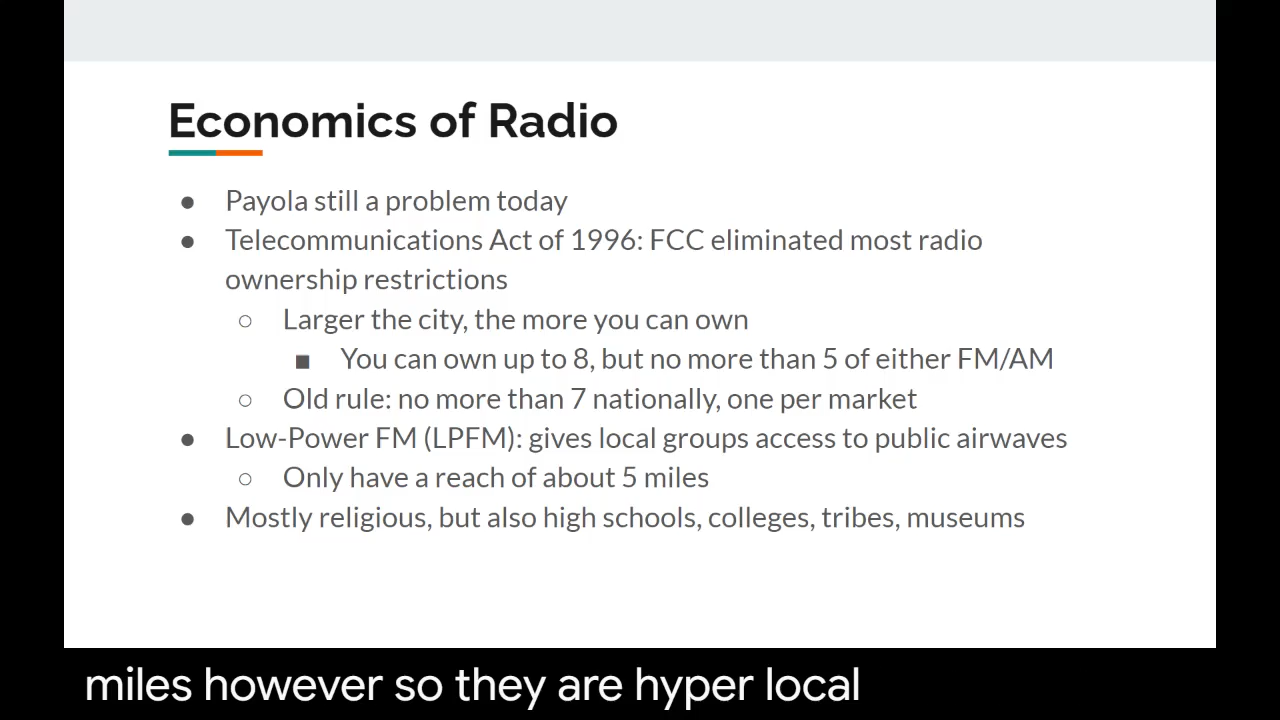 Economics of Radio
● Payola still a problem today
● Telecommunications Act of 1996: FCC eliminated most radio
ownership restrictions
○ Larger the city, the more you can own
■ You can own up to 8, but no more than 5 of either FM/AM
○ Old rule: no more than 7 nationally, one per market
● Low-Power FM (LPFM): gives local groups access to public airwaves
○ Only have a reach of about 5 miles
● Mostly religious, but also high schools, colleges, tribes, museums
miles however so they are hyper local